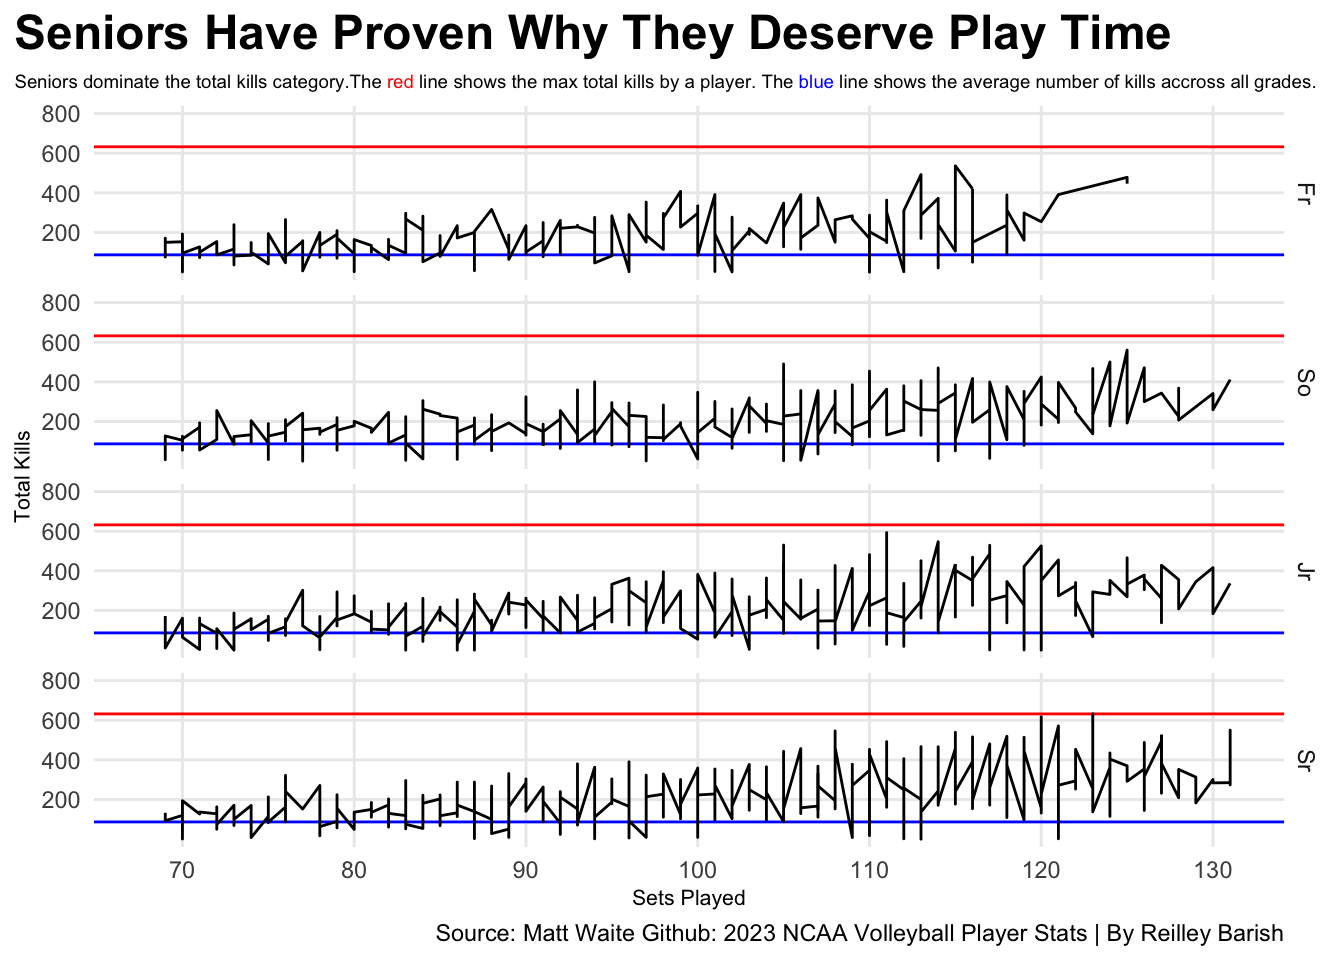 Seniors Have Proven Why They Deserve Play Time
Seniors dominate the total kills category.The red line shows the max total kills by a player. The blue line shows the average number of kills accross all grades.
800
600
400
200
Fr
800
600
400
200
So
Total Kills
800
600
400
200
Jr
800
600
400
200
Sr
70 80 90 100 110 120 130
Sets Played
Source: Matt Waite Github: 2023 NCAA Volleyball Player Stats | By Reilley Barish